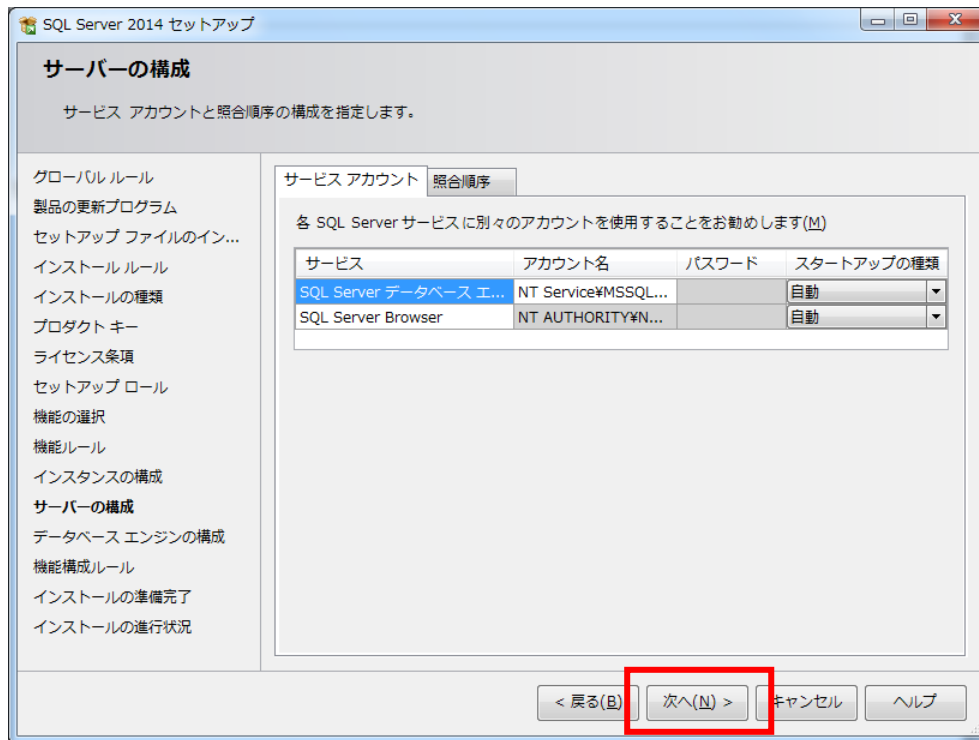 SQL Server 2014 セットアップ
サーバーの構成
サービス アカウントと照合順序の構成を指定します。
グローバル ルール
製品の更新プログラム
セットアップ ファイルのイン...
インストール ルール
インストールの種類
プロダクト キー
ライセンス条項
セットアップ ロール
機能の選択
機能ルール
インスタンスの構成
サーバーの構成
データベース エンジンの構成
機能構成ルール
インストールの準備完了
インストールの進行状況
サービス アカウント 照合順序
各 SQL Server サービスに別々のアカウントを使用することをお勧めします(M)
サービス アカウント名 パスワード スタートアップの種類
SQL Server データベース エ... NT Service¥MSSQL... 自動
SQL Server Browser NT AUTHORITY¥N... 自動
< 戻る(B) 次へ(N) > キャンセル ヘルプ